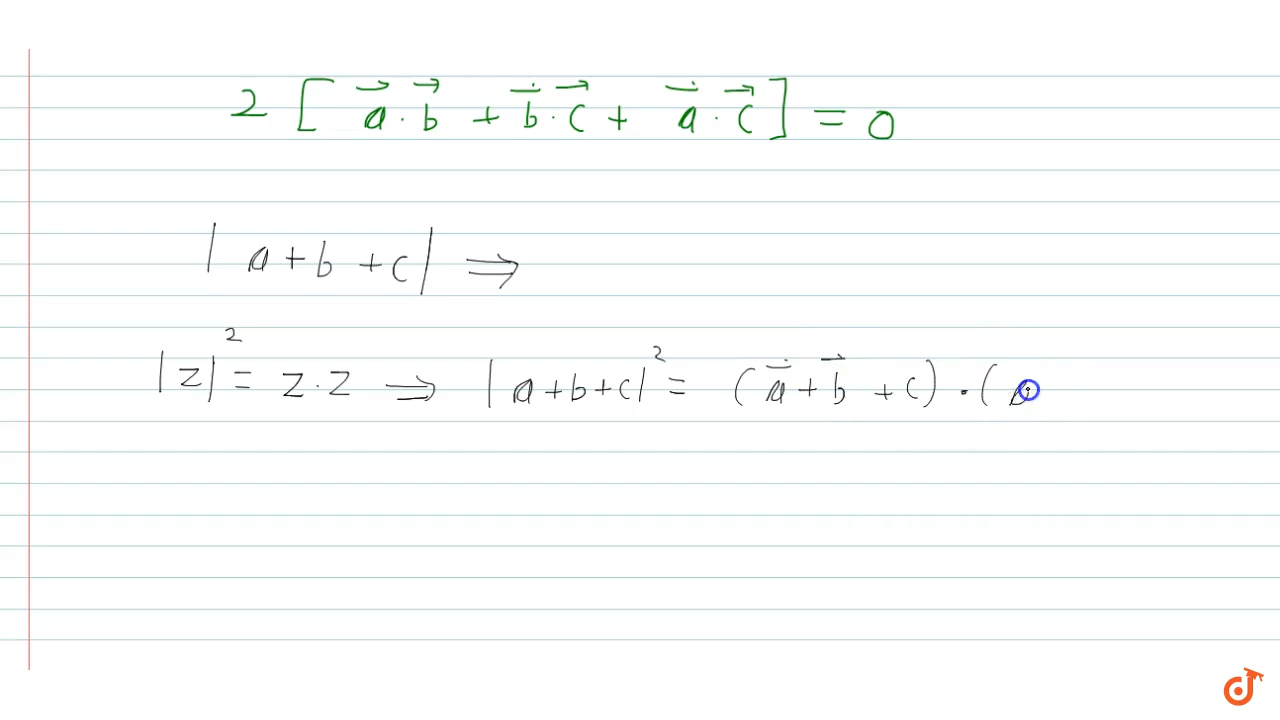 2 [ a⃗ · b⃗ + b⃗ · c⃗ + a⃗ · c⃗ ] = 0
| a + b + c | ⇒
|z|² = z · z ⇒ | a + b + c |² = ( a⃗ + b⃗ + c ) · (